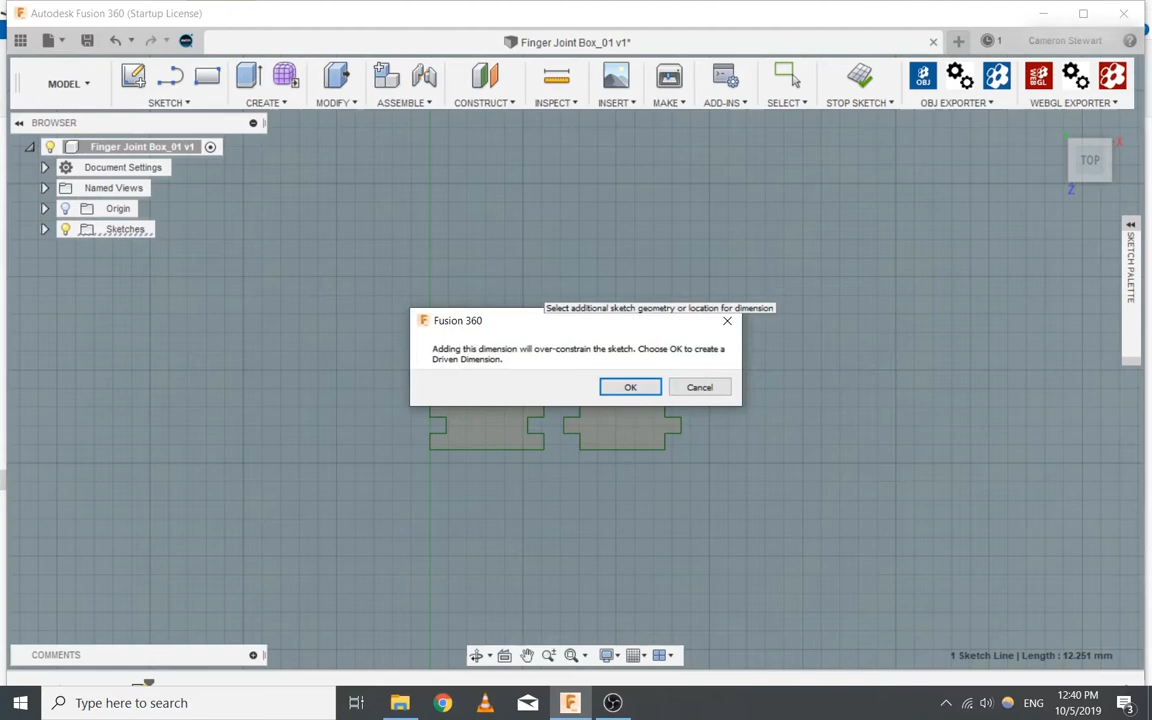 Autodesk Fusion 360 (Startup License)
Finger Joint Box_01 v1*
1
Cameron Stewart
MODEL
SKETCH
CREATE
MODIFY
ASSEMBLE
CONSTRUCT
INSPECT
INSERT
MAKE
ADD-INS
SELECT
STOP SKETCH
OBJ
OBJ EXPORTER
WEBGL
WEBGL EXPORTER
BROWSER
Finger Joint Box_01 v1
Document Settings
Named Views
Origin
Sketches
X
TOP
Z
SKETCH PALETTE
Select additional sketch geometry or location for dimension
Fusion 360
Adding this dimension will over-constrain the sketch. Choose OK to create a
Driven Dimension.
OK
Cancel
COMMENTS
1 Sketch Line | Length : 12.251 mm
Type here to search
ENG
12:40 PM
10/5/2019
3